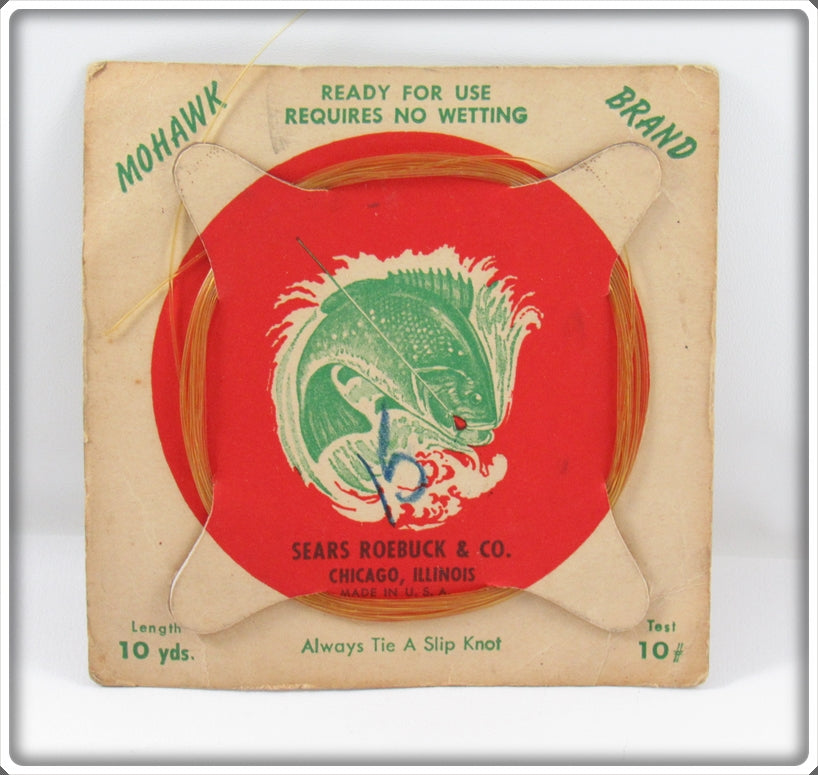 MOHAWK
READY FOR USE
REQUIRES NO WETTING
BRAND
15
SEARS ROEBUCK & CO.
CHICAGO, ILLINOIS
MADE IN U. S. A
Length
10 yds.
Always Tie A Slip Knot
Test
10#